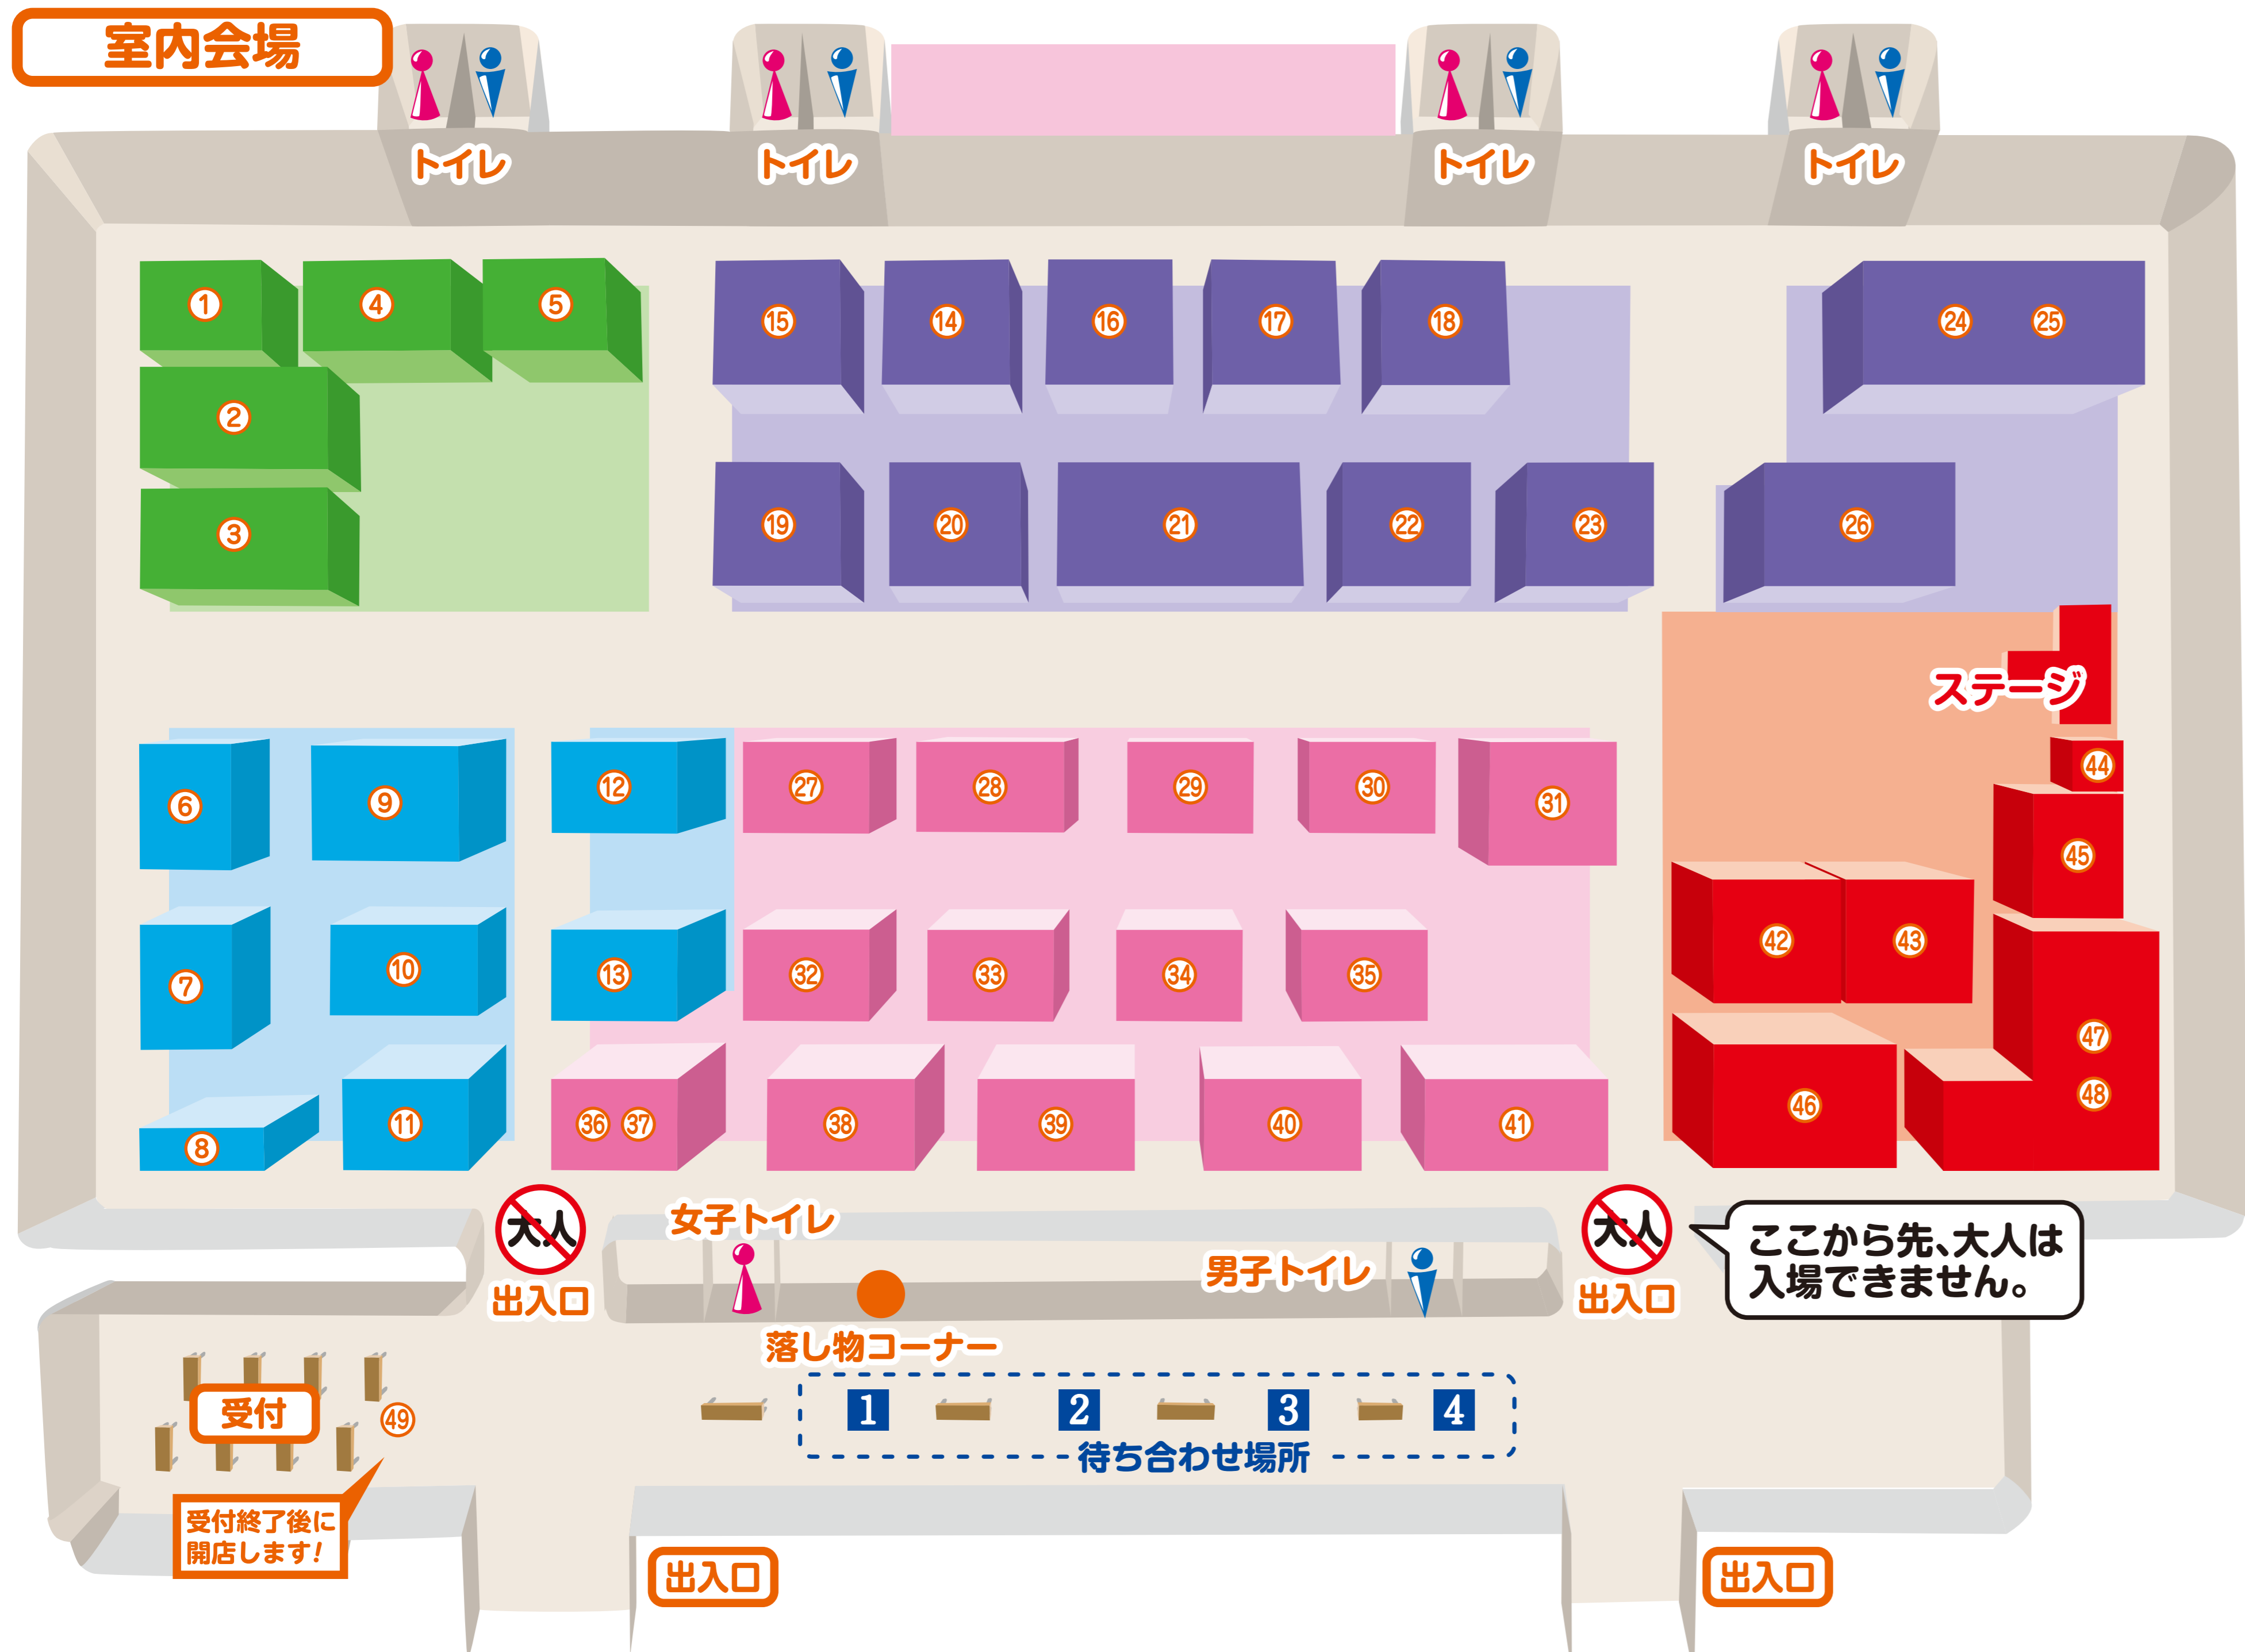 室内会場
トイレ
トイレ
トイレ
トイレ
① ④ ⑤
②
③
⑮ ⑭ ⑯ ⑰ ⑱
⑲ ⑳ ㉑ ㉒ ㉓
㉔ ㉕
㉖
ステージ
⑥ ⑨ ⑫
⑦ ⑩ ⑬
⑧ ⑪
㉗ ㉘ ㉙ ㉚ ㉛
㉜ ㉝ ㉞ ㉟
㊱ ㊲ ㊳ ㊴ ㊵ ㊶
㊹
㊺
㊷ ㊸
㊼
㊻ ㊽
大人
出入口
女子トイレ
男子トイレ
大人
出入口
ここから先、大人は
入場できません。
落し物コーナー
受付
㊾
1 2 3 4
待ち合わせ場所
受付終了後に
開店します!
出入口
出入口